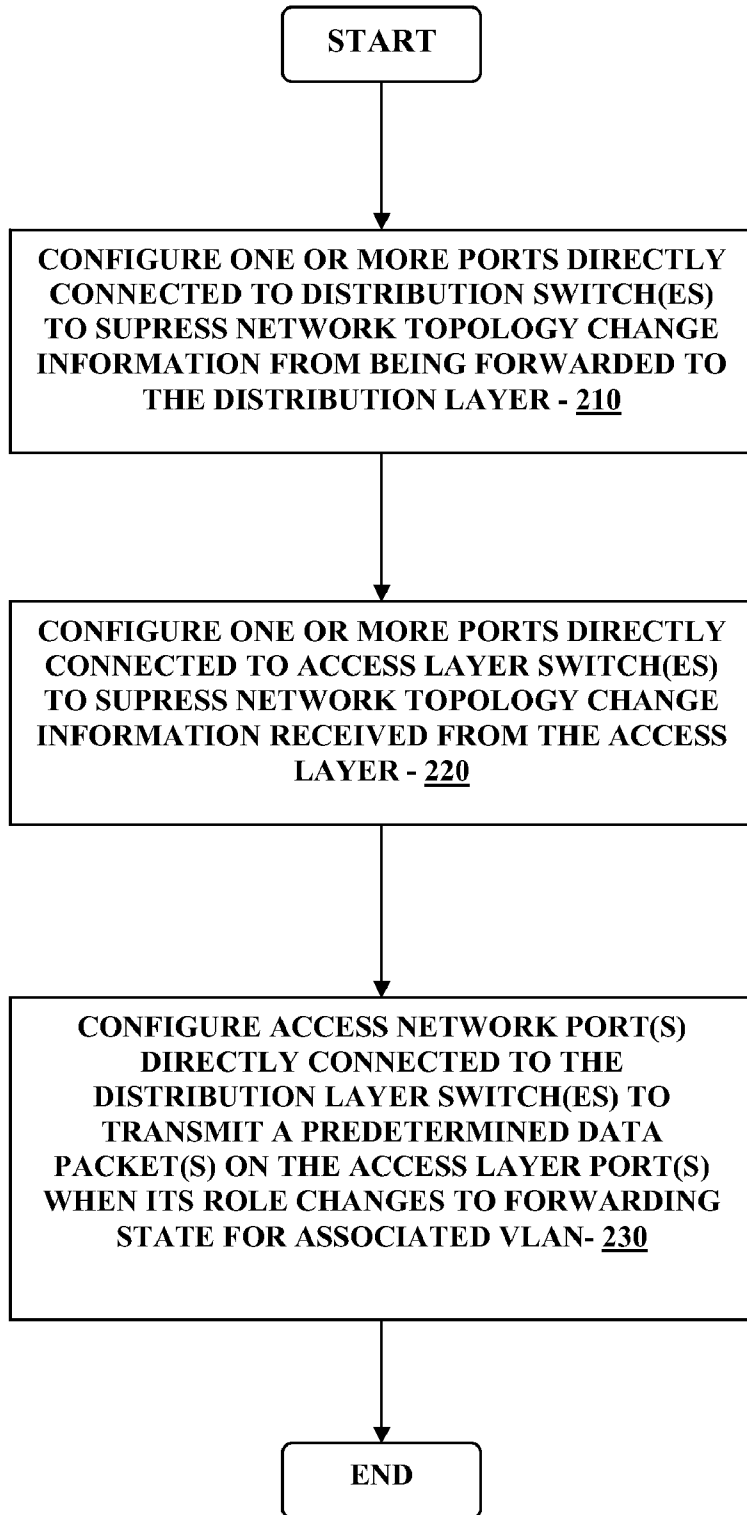 START
CONFIGURE ONE OR MORE PORTS DIRECTLY
CONNECTED TO DISTRIBUTION SWITCH(ES)
TO SUPRESS NETWORK TOPOLOGY CHANGE
INFORMATION FROM BEING FORWARDED TO
THE DISTRIBUTION LAYER - 210
CONFIGURE ONE OR MORE PORTS DIRECTLY
CONNECTED TO ACCESS LAYER SWITCH(ES)
TO SUPRESS NETWORK TOPOLOGY CHANGE
INFORMATION RECEIVED FROM THE ACCESS
LAYER - 220
CONFIGURE ACCESS NETWORK PORT(S)
DIRECTLY CONNECTED TO THE
DISTRIBUTION LAYER SWITCH(ES) TO
TRANSMIT A PREDETERMINED DATA
PACKET(S) ON THE ACCESS LAYER PORT(S)
WHEN ITS ROLE CHANGES TO FORWARDING
STATE FOR ASSOCIATED VLAN- 230
END